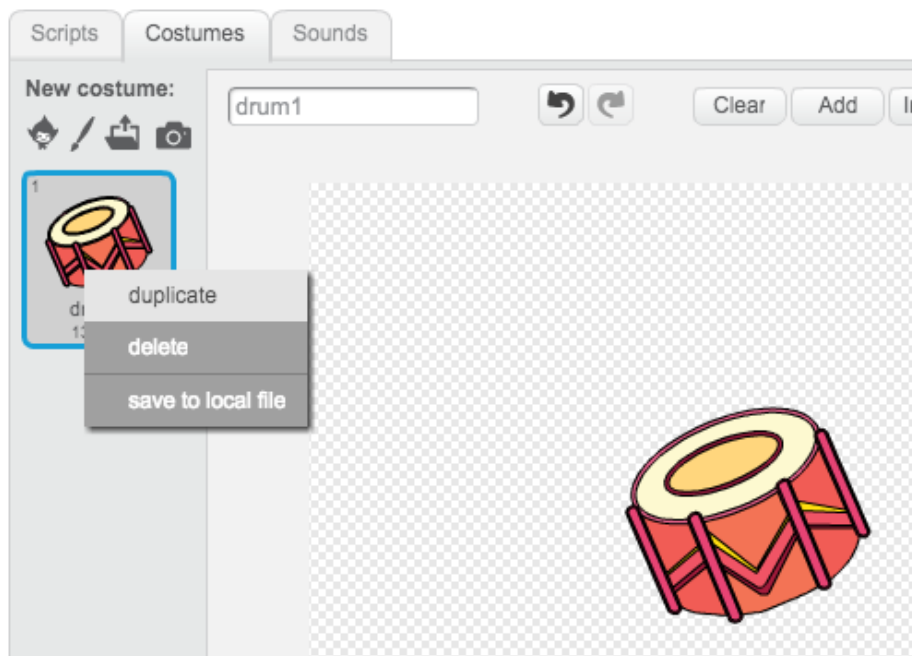 Scripts Costumes Sounds
New costume:
drum1
Clear Add
1
duplicate
delete
save to local file